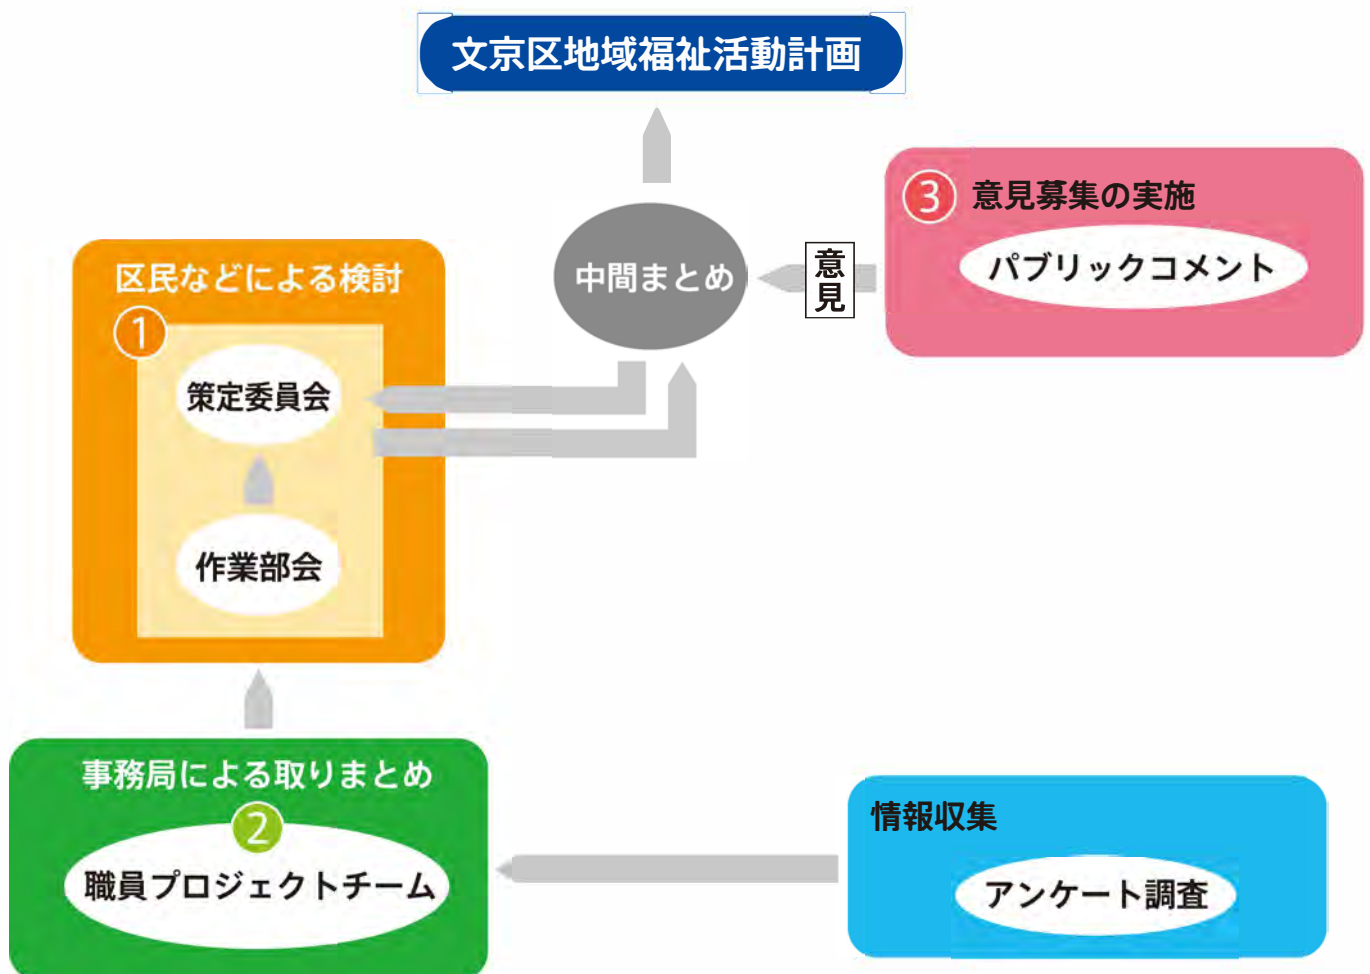 文京区地域福祉活動計画
3 意見募集の実施
パブリックコメント
意見
中間まとめ
区民などによる検討
1
策定委員会
作業部会
事務局による取りまとめ
2
職員プロジェクトチーム
情報収集
アンケート調査